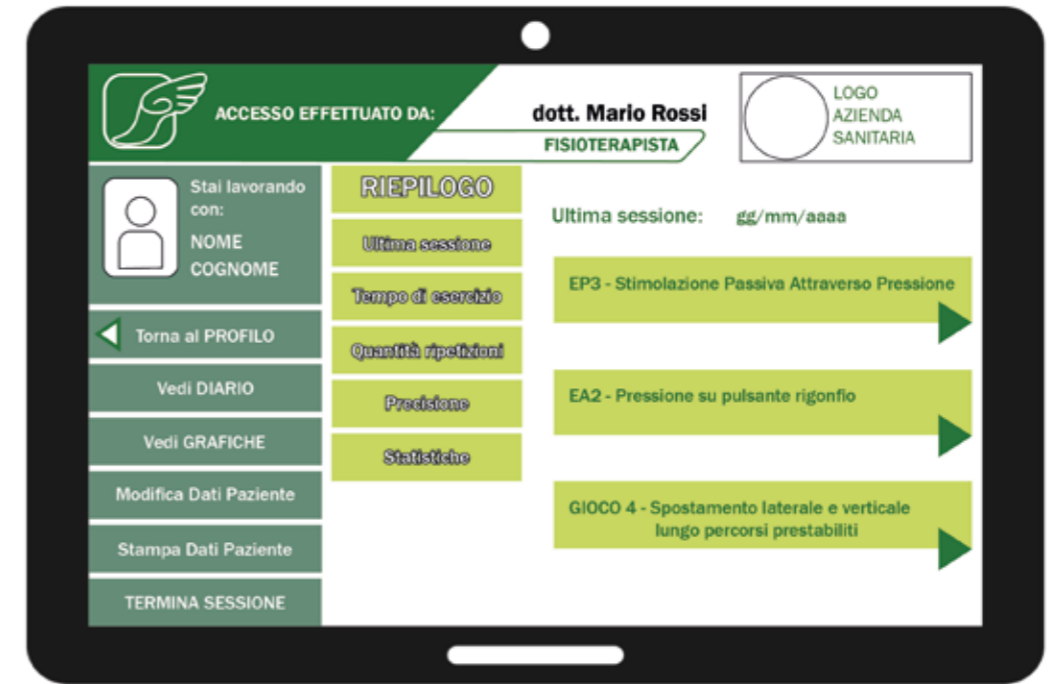 ACCESSO EFFETTUATO DA:
dott. Mario Rossi
FISIOTERAPISTA
LOGO
AZIENDA
SANITARIA
Stai lavorando
con:
NOME
COGNOME
Torna al PROFILO
Vedi DIARIO
Vedi GRAFICHE
Modifica Dati Paziente
Stampa Dati Paziente
TERMINA SESSIONE
RIEPILOGO
Ultima sessione
Tempo di esercizio
Quantità ripetizioni
Precisione
Statistiche
Ultima sessione: gg/mm/aaaa
EP3 - Stimolazione Passiva Attraverso Pressione
EA2 - Pressione su pulsante rigonfio
GIOCO 4 - Spostamento laterale e verticale
lungo percorsi prestabiliti